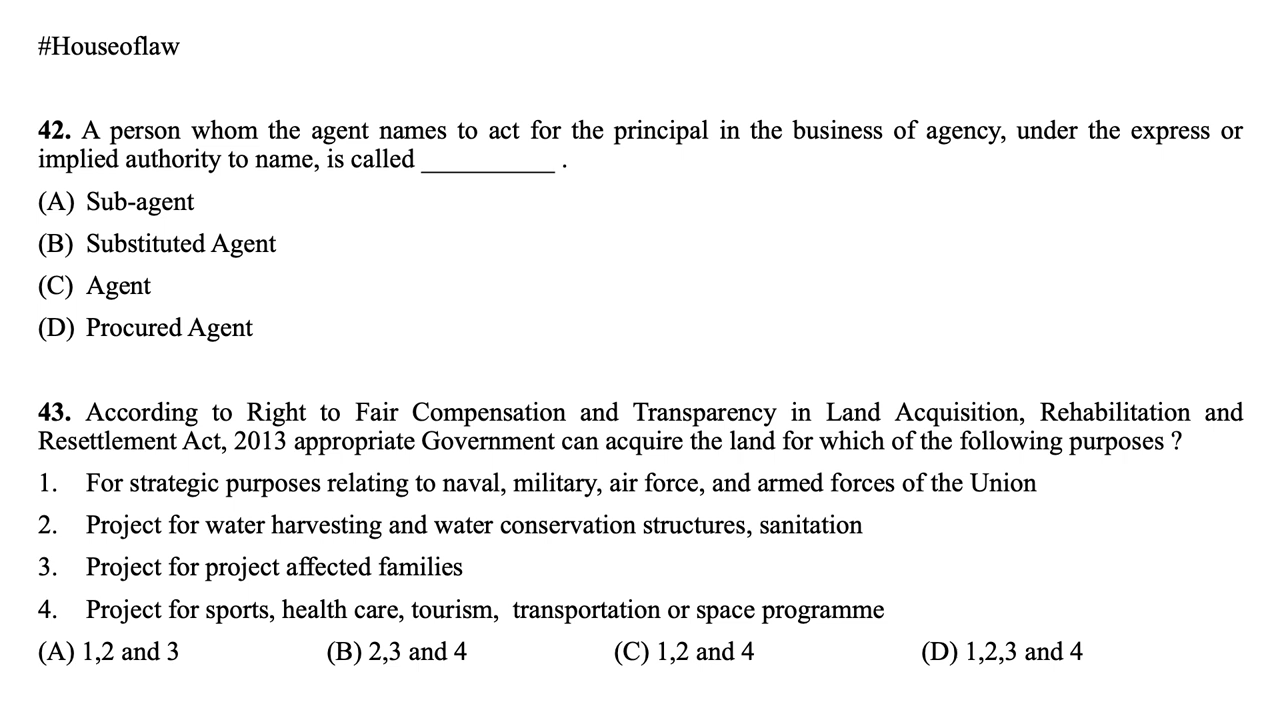 #Houseoflaw
42. A person whom the agent names to act for the principal in the business of agency, under the express or
implied authority to name, is called __________ .
(A) Sub-agent
(B) Substituted Agent
(C) Agent
(D) Procured Agent
43. According to Right to Fair Compensation and Transparency in Land Acquisition, Rehabilitation and
Resettlement Act, 2013 appropriate Government can acquire the land for which of the following purposes ?
1. For strategic purposes relating to naval, military, air force, and armed forces of the Union
2. Project for water harvesting and water conservation structures, sanitation
3. Project for project affected families
4. Project for sports, health care, tourism, transportation or space programme
(A) 1,2 and 3 (B) 2,3 and 4 (C) 1,2 and 4 (D) 1,2,3 and 4